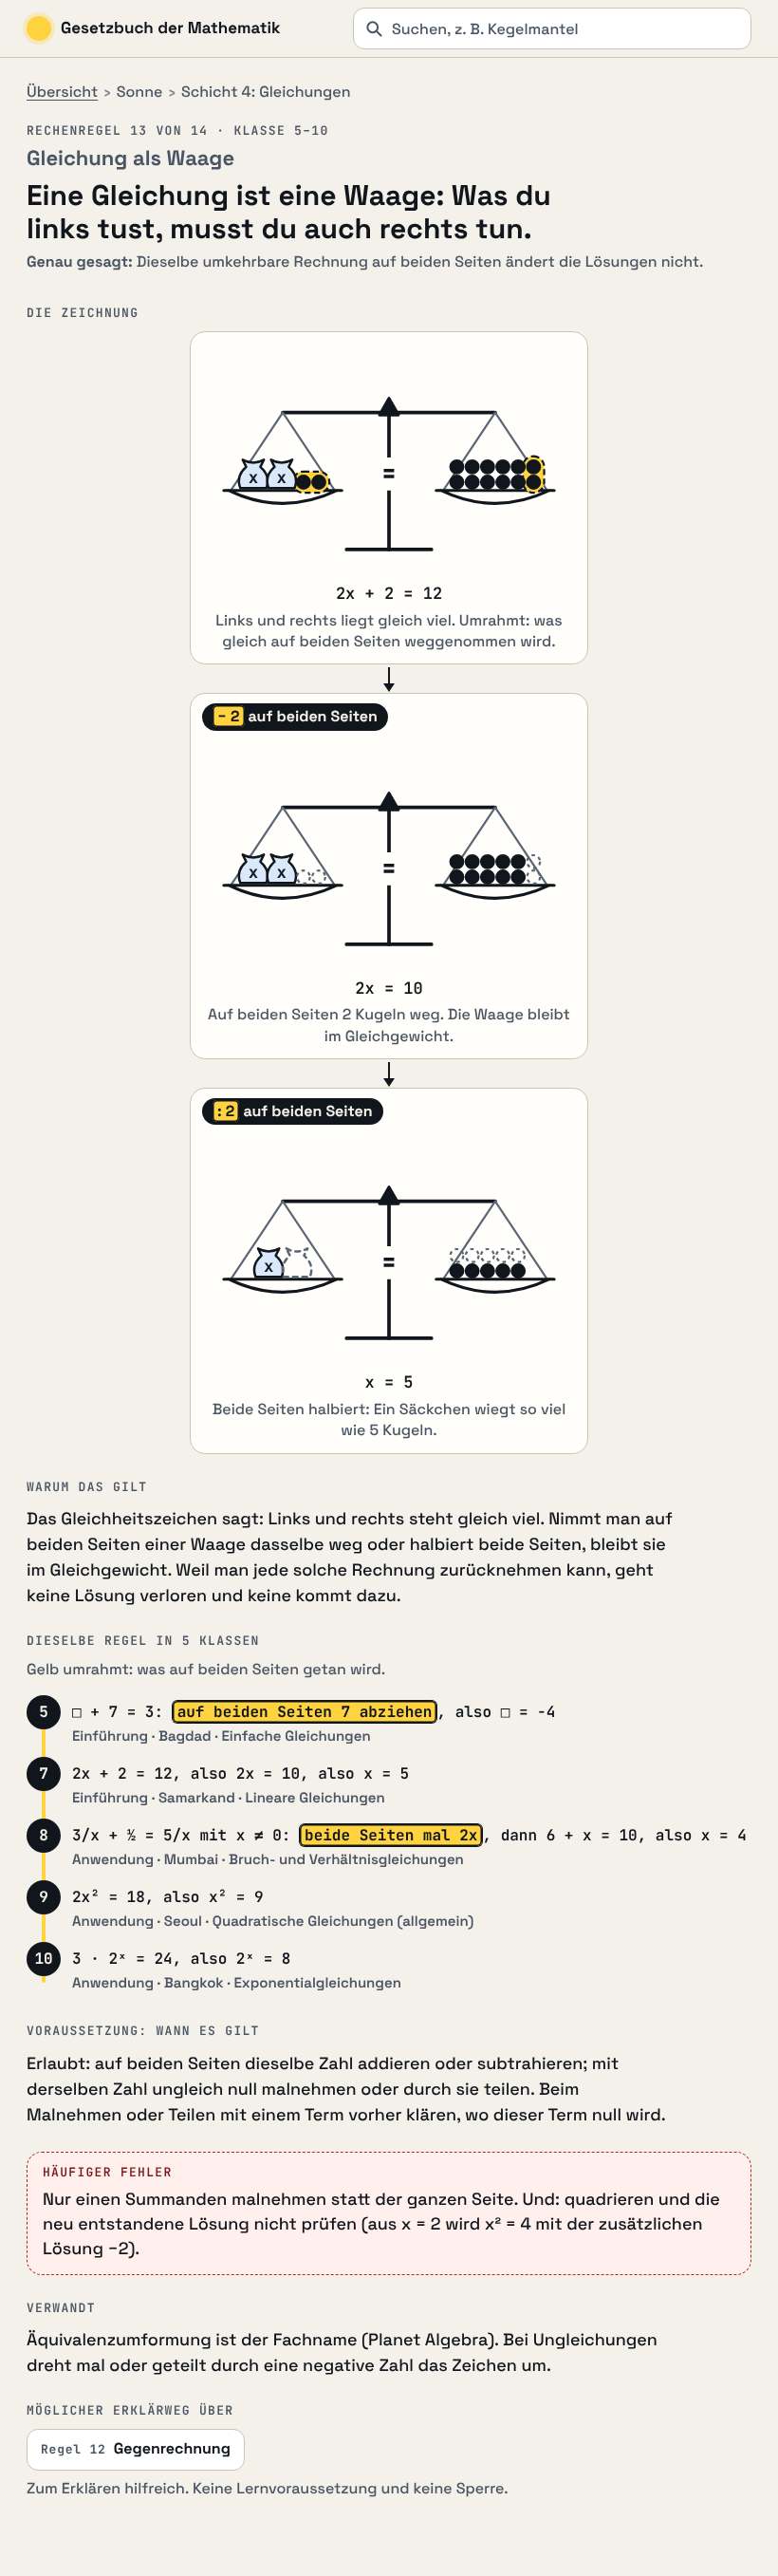 Gesetzbuch der Mathematik
Suchen, z. B. Kegelmantel
Übersicht > Sonne > Schicht 4: Gleichungen
RECHENREGEL 13 VON 14 · KLASSE 5–10
Gleichung als Waage
Eine Gleichung ist eine Waage: Was du
links tust, musst du auch rechts tun.
Genau gesagt: Dieselbe umkehrbare Rechnung auf beiden Seiten ändert die Lösungen nicht.
DIE ZEICHNUNG
x x =
2x + 2 = 12
Links und rechts liegt gleich viel. Umrahmt: was
gleich auf beiden Seiten weggenommen wird.
− 2 auf beiden Seiten
x x =
2x = 10
Auf beiden Seiten 2 Kugeln weg. Die Waage bleibt
im Gleichgewicht.
: 2 auf beiden Seiten
x =
x = 5
Beide Seiten halbiert: Ein Säckchen wiegt so viel
wie 5 Kugeln.
WARUM DAS GILT
Das Gleichheitszeichen sagt: Links und rechts steht gleich viel. Nimmt man auf
beiden Seiten einer Waage dasselbe weg oder halbiert beide Seiten, bleibt sie
im Gleichgewicht. Weil man jede solche Rechnung zurücknehmen kann, geht
keine Lösung verloren und keine kommt dazu.
DIESELBE REGEL IN 5 KLASSEN
Gelb umrahmt: was auf beiden Seiten getan wird.
5 □ + 7 = 3: auf beiden Seiten 7 abziehen, also □ = -4
Einführung · Bagdad · Einfache Gleichungen
7 2x + 2 = 12, also 2x = 10, also x = 5
Einführung · Samarkand · Lineare Gleichungen
8 3/x + ½ = 5/x mit x ≠ 0: beide Seiten mal 2x, dann 6 + x = 10, also x = 4
Anwendung · Mumbai · Bruch- und Verhältnisgleichungen
9 2x² = 18, also x² = 9
Anwendung · Seoul · Quadratische Gleichungen (allgemein)
10 3 · 2ˣ = 24, also 2ˣ = 8
Anwendung · Bangkok · Exponentialgleichungen
VORAUSSETZUNG: WANN ES GILT
Erlaubt: auf beiden Seiten dieselbe Zahl addieren oder subtrahieren; mit
derselben Zahl ungleich null malnehmen oder durch sie teilen. Beim
Malnehmen oder Teilen mit einem Term vorher klären, wo dieser Term null wird.
HÄUFIGER FEHLER
Nur einen Summanden malnehmen statt der ganzen Seite. Und: quadrieren und die
neu entstandene Lösung nicht prüfen (aus x = 2 wird x² = 4 mit der zusätzlichen
Lösung −2).
VERWANDT
Äquivalenzumformung ist der Fachname (Planet Algebra). Bei Ungleichungen
dreht mal oder geteilt durch eine negative Zahl das Zeichen um.
MÖGLICHER ERKLÄRWEG ÜBER
Regel 12 Gegenrechnung
Zum Erklären hilfreich. Keine Lernvoraussetzung und keine Sperre.